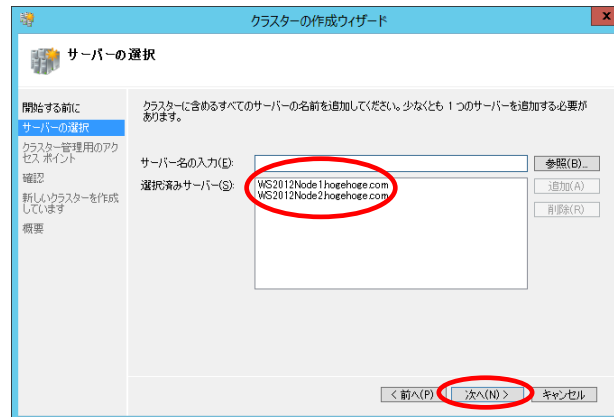 クラスターの作成ウィザード
x
サーバーの選択
開始する前に
サーバーの選択
クラスター管理用のアク
セス ポイント
確認
新しいクラスターを作成
しています
概要
クラスターに含めるすべてのサーバーの名前を追加してください。少なくとも 1 つのサーバーを追加する必要が
あります。
サーバー名の入力(E):
参照(B)...
選択済みサーバー(S):
WS2012Node1.hogehoge.com
WS2012Node2.hogehoge.com
追加(A)
削除(R)
< 前へ(P)
次へ(N) >
キャンセル